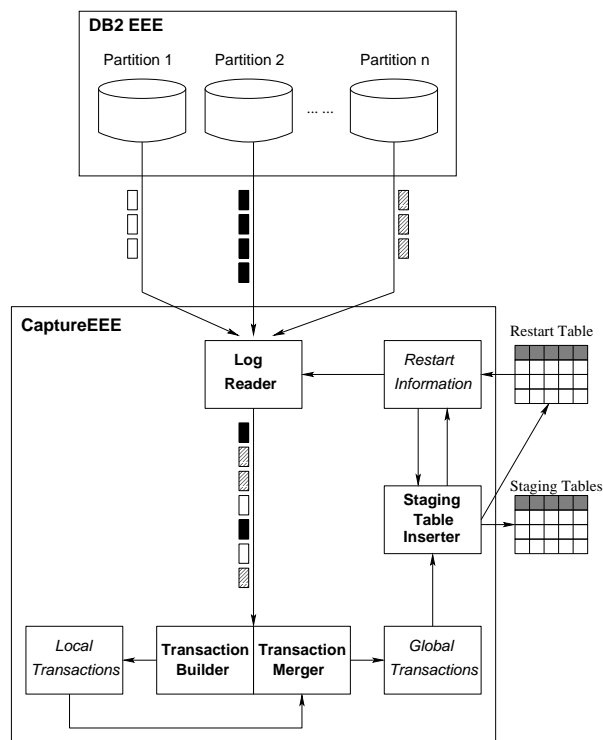 DB2 EEE
Partition 1
Partition 2
Partition n
... ...
CaptureEEE
Log
Reader
Restart
Information
Restart Table
Staging
Table
Inserter
Staging Tables
Local
Transactions
Transaction
Builder
Transaction
Merger
Global
Transactions